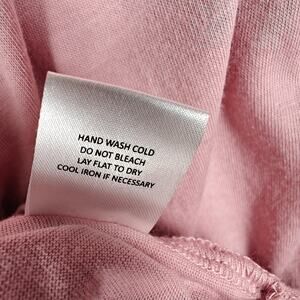 HAND WASH COLD
DO NOT BLEACH
LAY FLAT TO DRY
COOL IRON IF NECESSARY